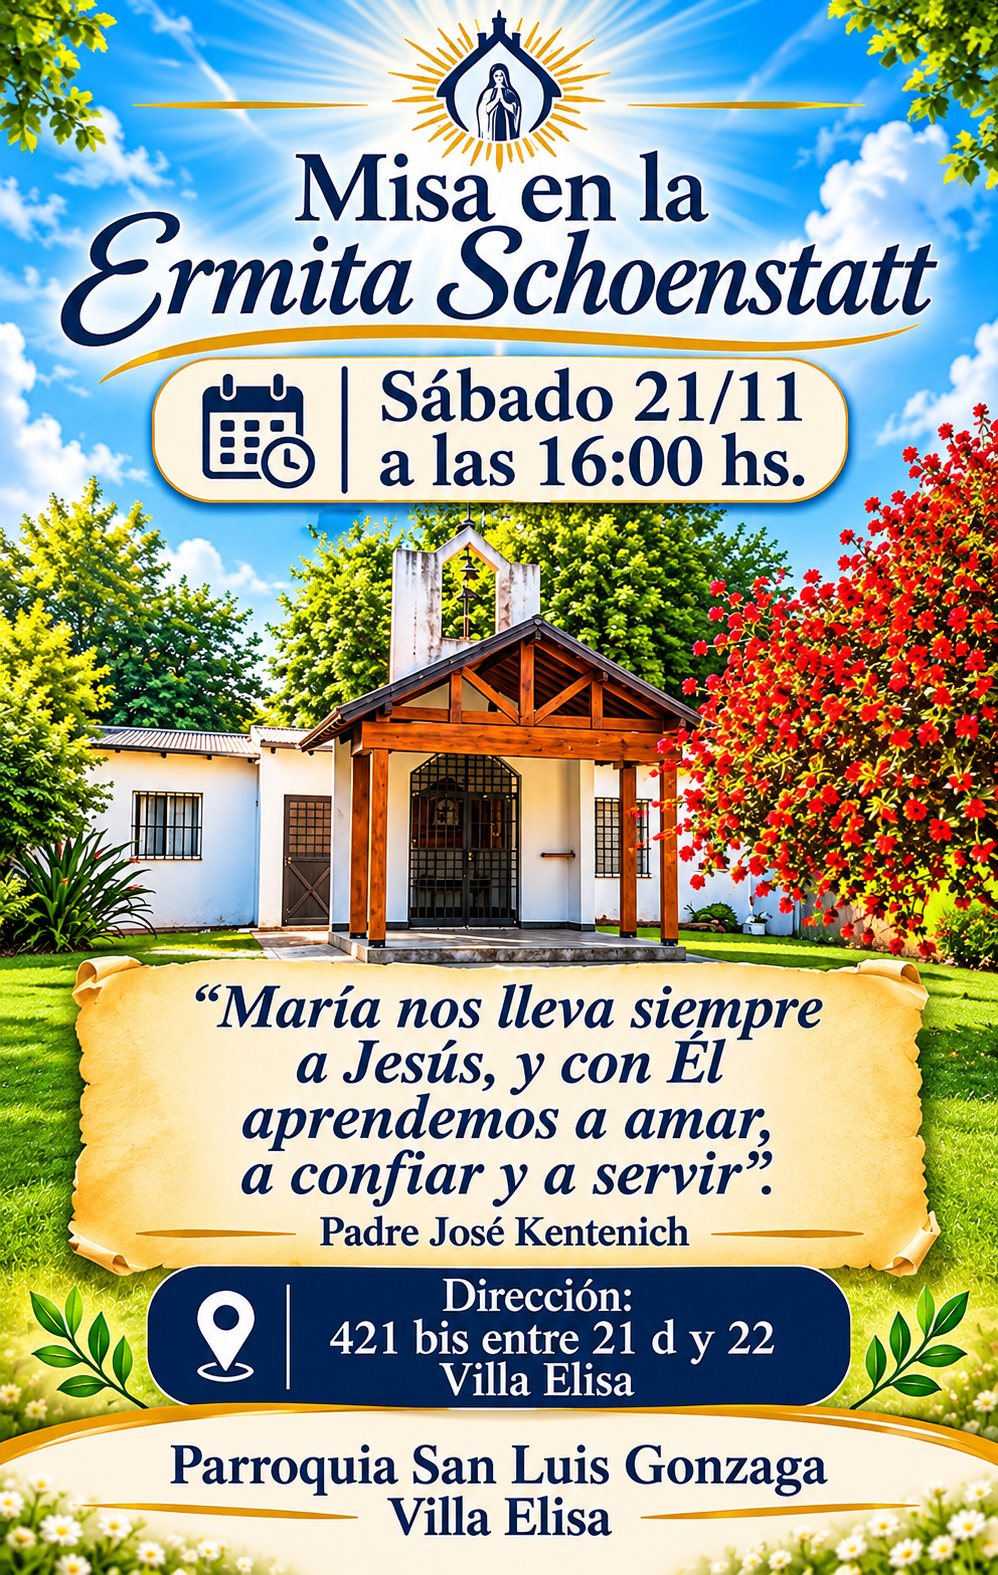 Misa en la
Ermita Schoenstatt
Sábado 21/11
a las 16:00 hs.
“María nos lleva siempre
a Jesús, y con Él
aprendemos a amar,
a confiar y a servir”.
Padre José Kentenich
Dirección:
421 bis entre 21 d y 22
Villa Elisa
Parroquia San Luis Gonzaga
Villa Elisa